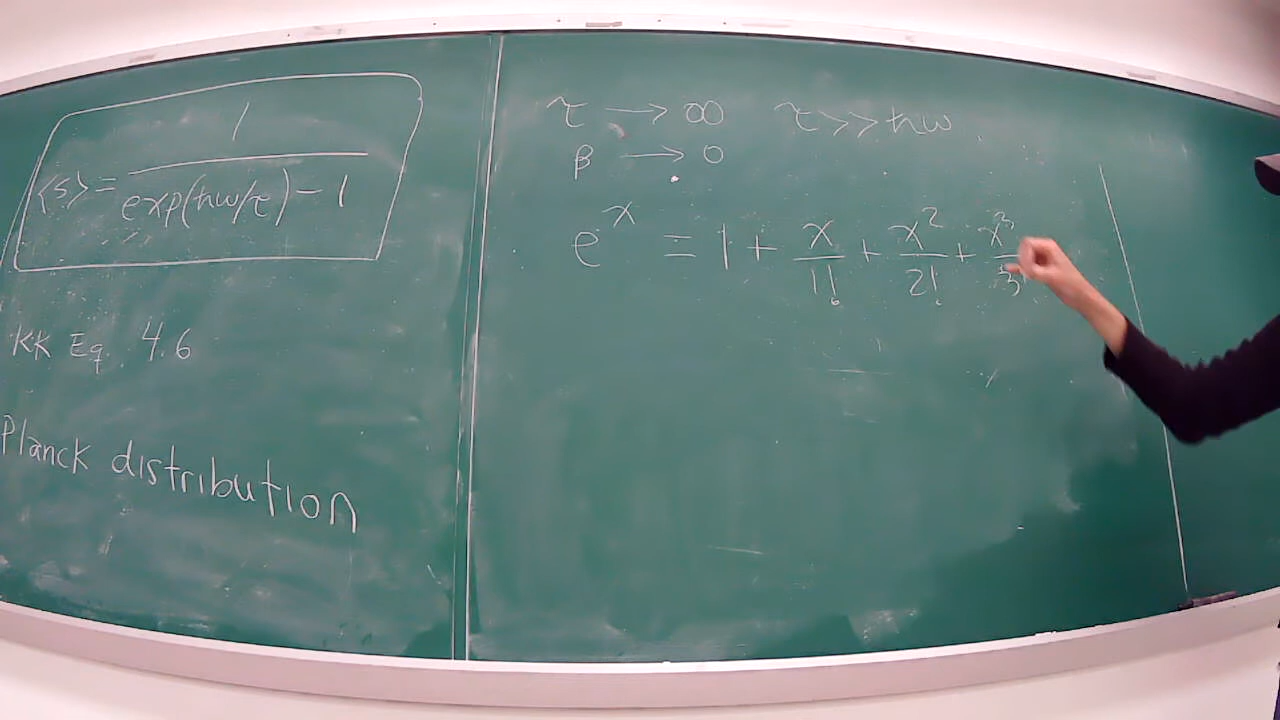 ⟨s⟩ = 1 / exp(ħω/τ) − 1
KK Eq. 4.6
Planck distribution
τ → ∞ τ >> ħω
β → 0
e^x = 1 + x/1! + x²/2! + x³/3